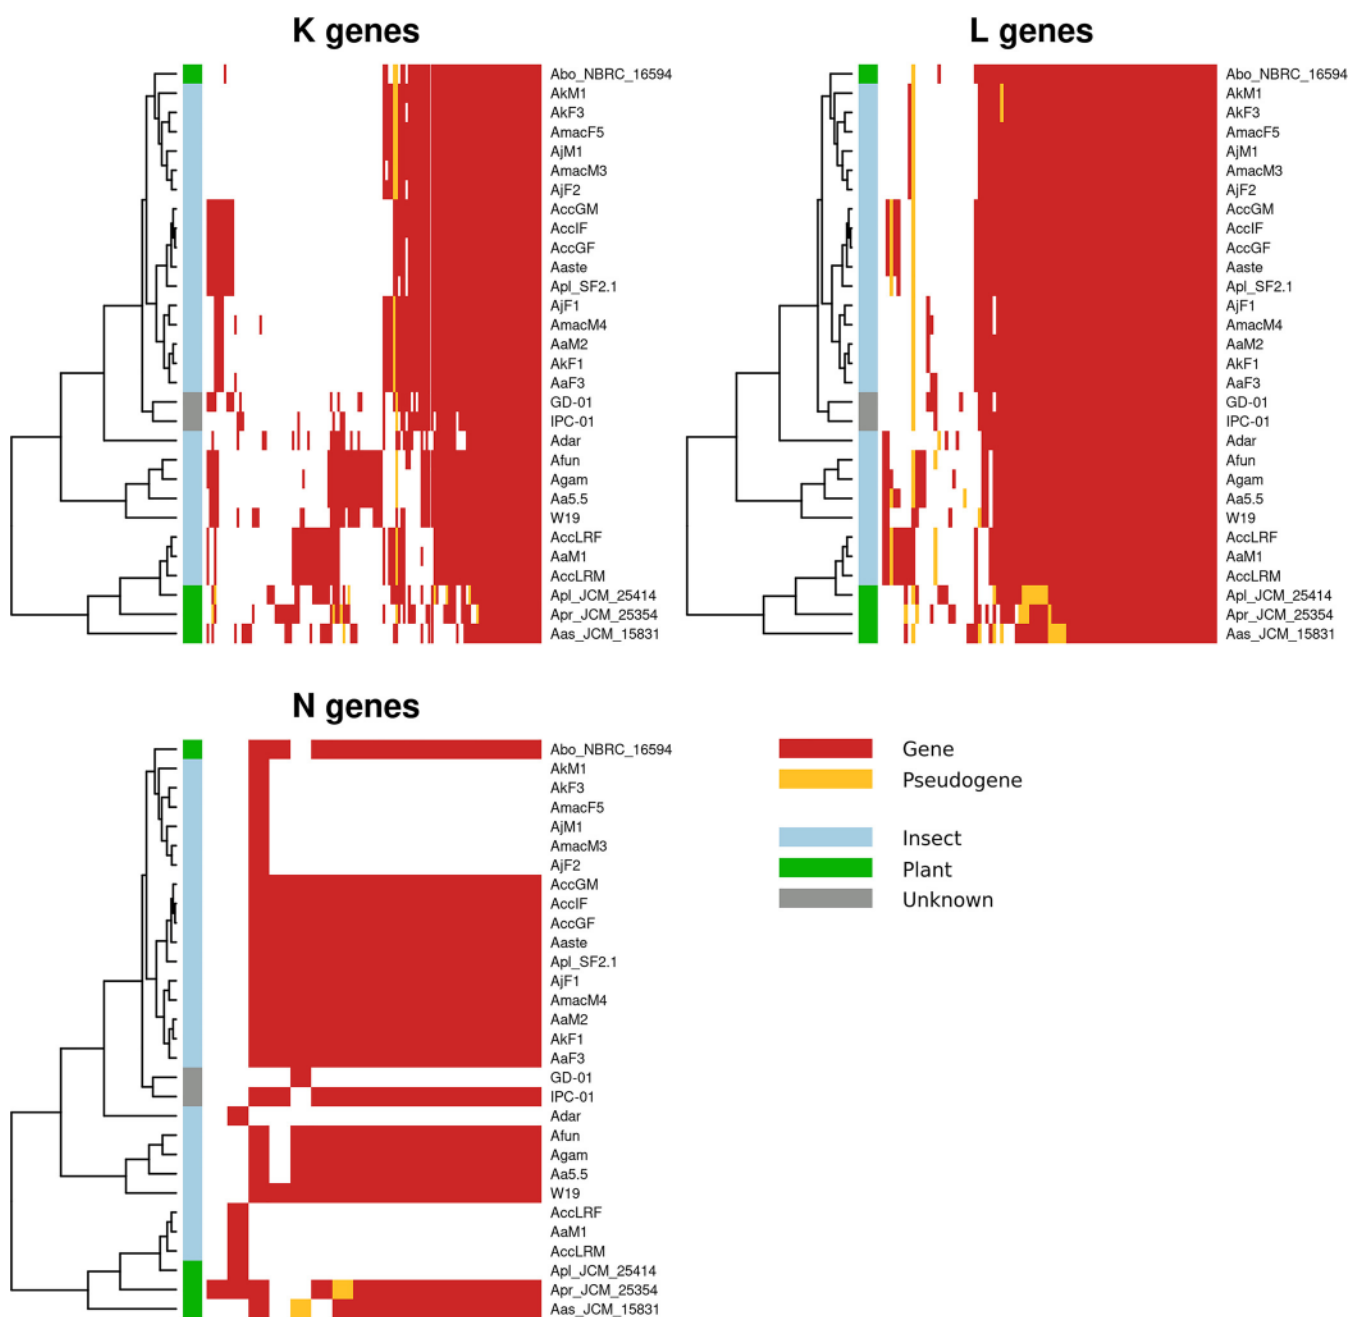 K genes
Abo_NBRC_16594
AkM1
AkF3
AmacF5
AjM1
AmacM3
AjF2
AccGM
AccIF
AccGF
Aaste
Apl_SF2.1
AjF1
AmacM4
AaM2
AkF1
AaF3
GD-01
IPC-01
Adar
Afun
Agam
Aa5.5
W19
AccLRF
AaM1
AccLRM
Apl_JCM_25414
Apr_JCM_25354
Aas_JCM_15831
L genes
Abo_NBRC_16594
AkM1
AkF3
AmacF5
AjM1
AmacM3
AjF2
AccGM
AccIF
AccGF
Aaste
Apl_SF2.1
AjF1
AmacM4
AaM2
AkF1
AaF3
GD-01
IPC-01
Adar
Afun
Agam
Aa5.5
W19
AccLRF
AaM1
AccLRM
Apl_JCM_25414
Apr_JCM_25354
Aas_JCM_15831
N genes
Abo_NBRC_16594
AkM1
AkF3
AmacF5
AjM1
AmacM3
AjF2
AccGM
AccIF
AccGF
Aaste
Apl_SF2.1
AjF1
AmacM4
AaM2
AkF1
AaF3
GD-01
IPC-01
Adar
Afun
Agam
Aa5.5
W19
AccLRF
AaM1
AccLRM
Apl_JCM_25414
Apr_JCM_25354
Aas_JCM_15831
Gene
Pseudogene
Insect
Plant
Unknown